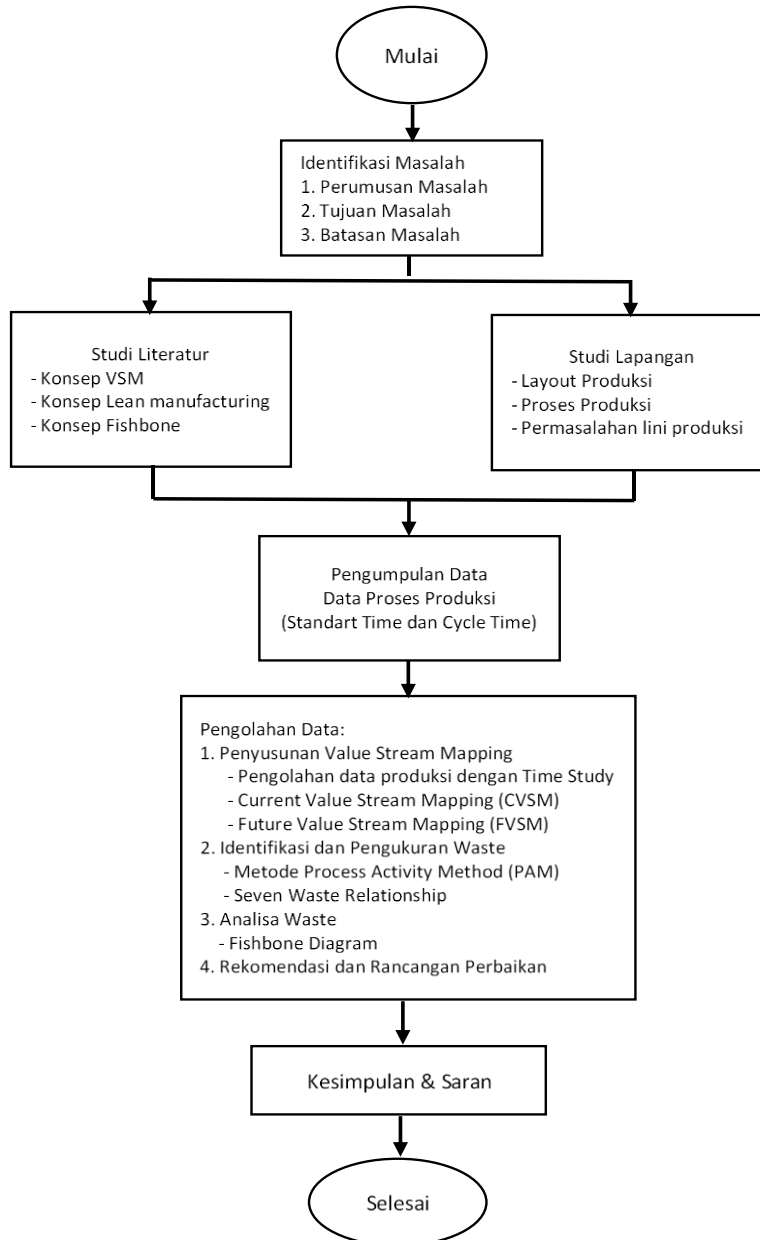 Mulai
Identifikasi Masalah
1. Perumusan Masalah
2. Tujuan Masalah
3. Batasan Masalah
Studi Literatur
- Konsep VSM
- Konsep Lean manufacturing
- Konsep Fishbone
Studi Lapangan
- Layout Produksi
- Proses Produksi
- Permasalahan lini produksi
Pengumpulan Data
Data Proses Produksi
(Standart Time dan Cycle Time)
Pengolahan Data:
1. Penyusunan Value Stream Mapping
- Pengolahan data produksi dengan Time Study
- Current Value Stream Mapping (CVSM)
- Future Value Stream Mapping (FVSM)
2. Identifikasi dan Pengukuran Waste
- Metode Process Activity Method (PAM)
- Seven Waste Relationship
3. Analisa Waste
- Fishbone Diagram
4. Rekomendasi dan Rancangan Perbaikan
Kesimpulan & Saran
Selesai